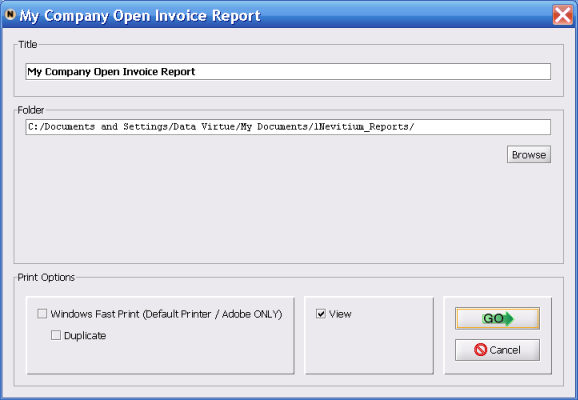 My Company Open Invoice Report
Title
My Company Open Invoice Report
Folder
C:/Documents and Settings/Data Virtue/My Documents/1Nevitium_Reports/
Browse
Print Options
Windows Fast Print (Default Printer / Adobe ONLY)
Duplicate
View
GO
Cancel